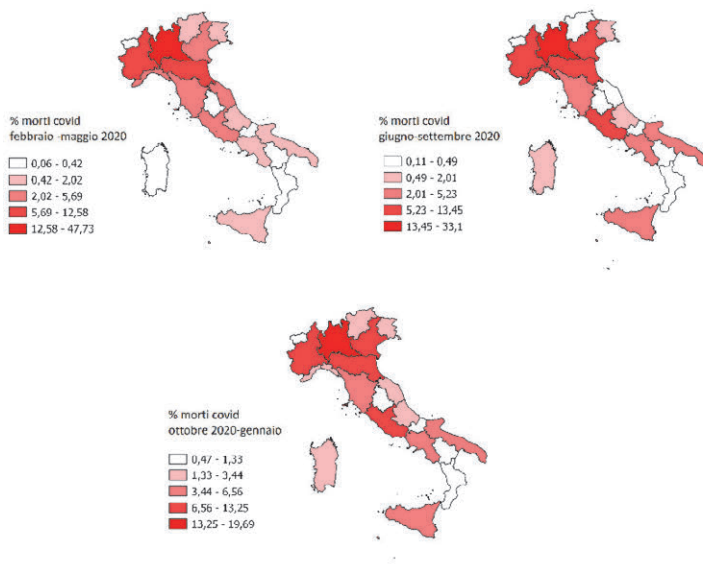 % morti covid
febbraio -maggio 2020
0,06 - 0,42
0,42 - 2,02
2,02 - 5,69
5,69 - 12,58
12,58 - 47,73
% morti covid
giugno-settembre 2020
0,11 - 0,49
0,49 - 2,01
2,01 - 5,23
5,23 - 13,45
13,45 - 33,1
% morti covid
ottobre 2020-gennaio
0,47 - 1,33
1,33 - 3,44
3,44 - 6,56
6,56 - 13,25
13,25 - 19,69